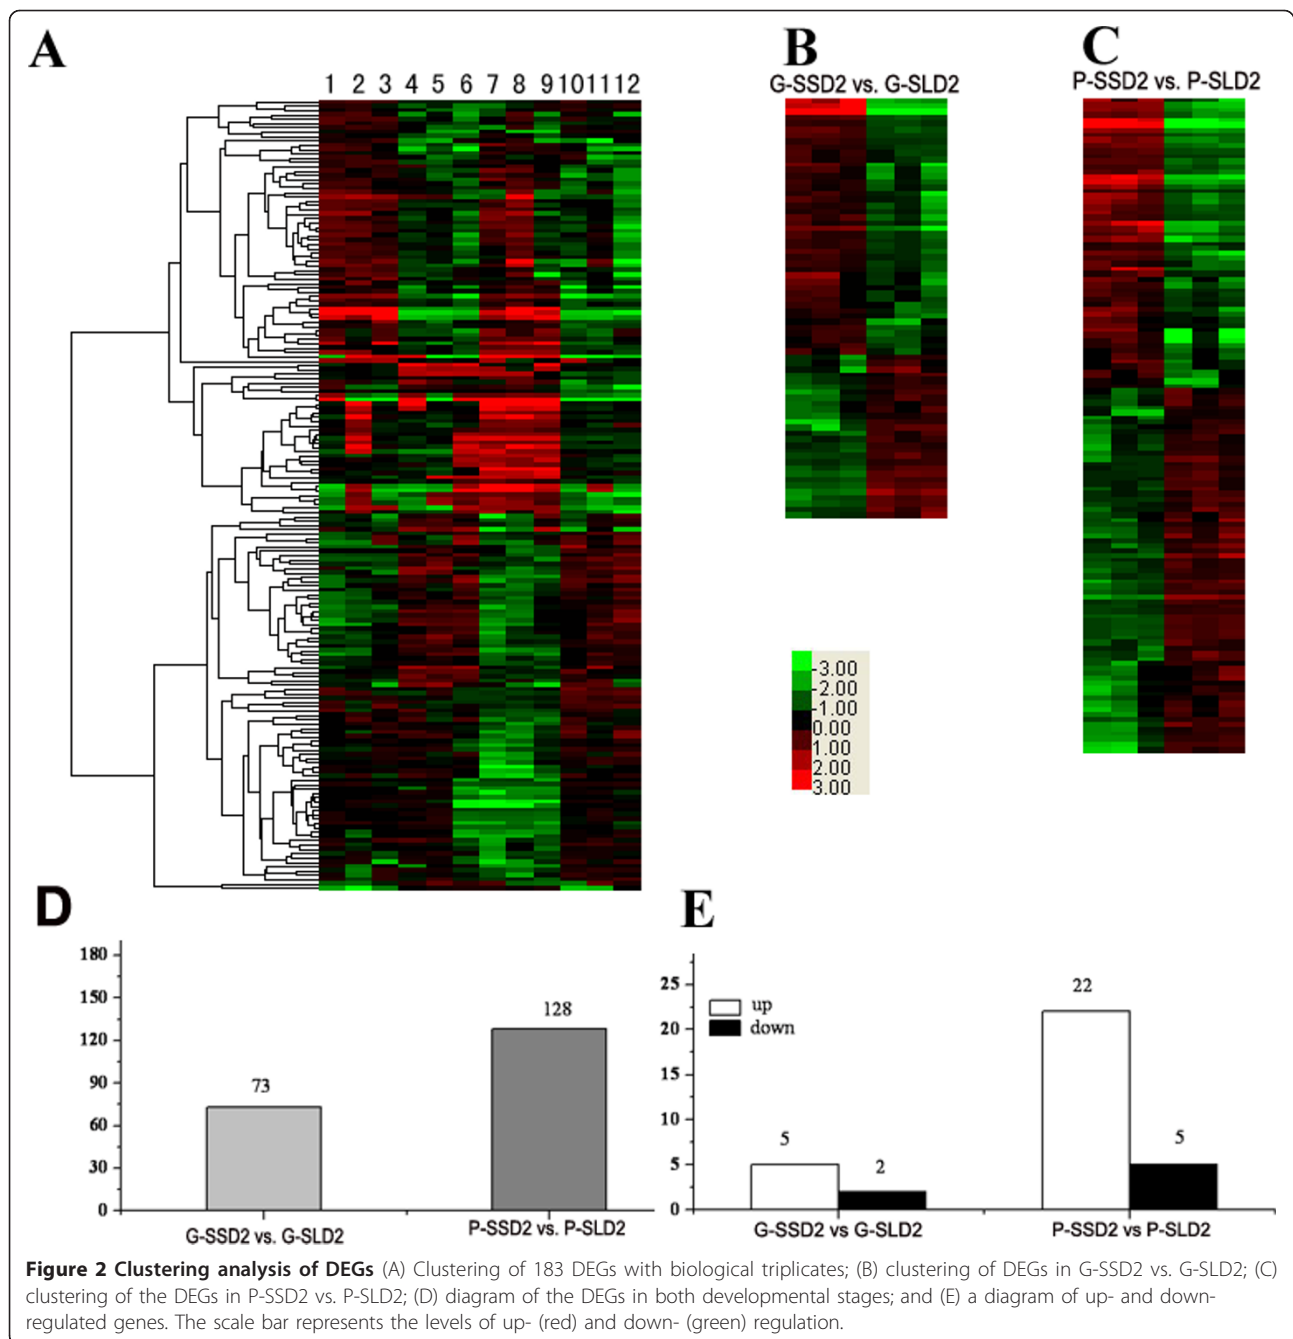 A
B
C
G-SSD2 vs. G-SLD2
P-SSD2 vs. P-SLD2
1 2 3 4 5 6 7 8 9 10 11 12
-3.00
-2.00
-1.00
0.00
1.00
2.00
3.00
D
180
150
120
90
60
30
0
73
128
G-SSD2 vs. G-SLD2
P-SSD2 vs. P-SLD2
E
25
20
15
10
5
0
up
down
5
2
22
5
G-SSD2 vs G-SLD2
P-SSD2 vs P-SLD2
Figure 2 Clustering analysis of DEGs (A) Clustering of 183 DEGs with biological triplicates; (B) clustering of DEGs in G-SSD2 vs. G-SLD2; (C)
clustering of the DEGs in P-SSD2 vs. P-SLD2; (D) diagram of the DEGs in both developmental stages; and (E) a diagram of up- and down-
regulated genes. The scale bar represents the levels of up- (red) and down- (green) regulation.